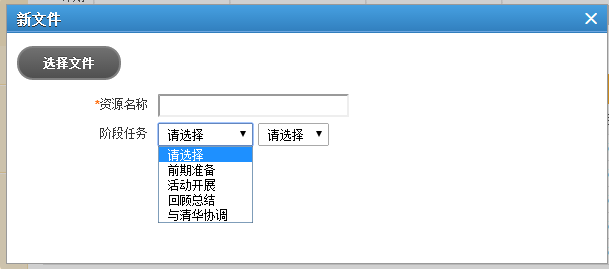 新文件
选择文件
*资源名称
阶段任务 请选择 请选择
请选择
前期准备
活动开展
回顾总结
与清华协调